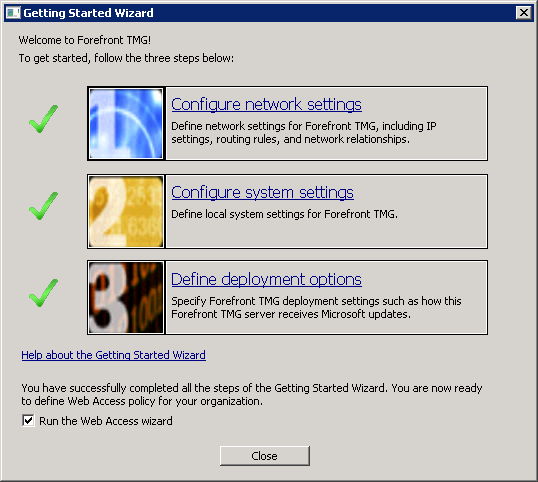 Getting Started Wizard
Welcome to Forefront TMG!
To get started, follow the three steps below:
1
Configure network settings
Define network settings for Forefront TMG, including IP
settings, routing rules, and network relationships.
2
Configure system settings
Define local system settings for Forefront TMG.
3
Define deployment options
Specify Forefront TMG deployment settings such as how this
Forefront TMG server receives Microsoft updates.
Help about the Getting Started Wizard
You have successfully completed all the steps of the Getting Started Wizard. You are now ready
to define Web Access policy for your organization.
Run the Web Access wizard
Close